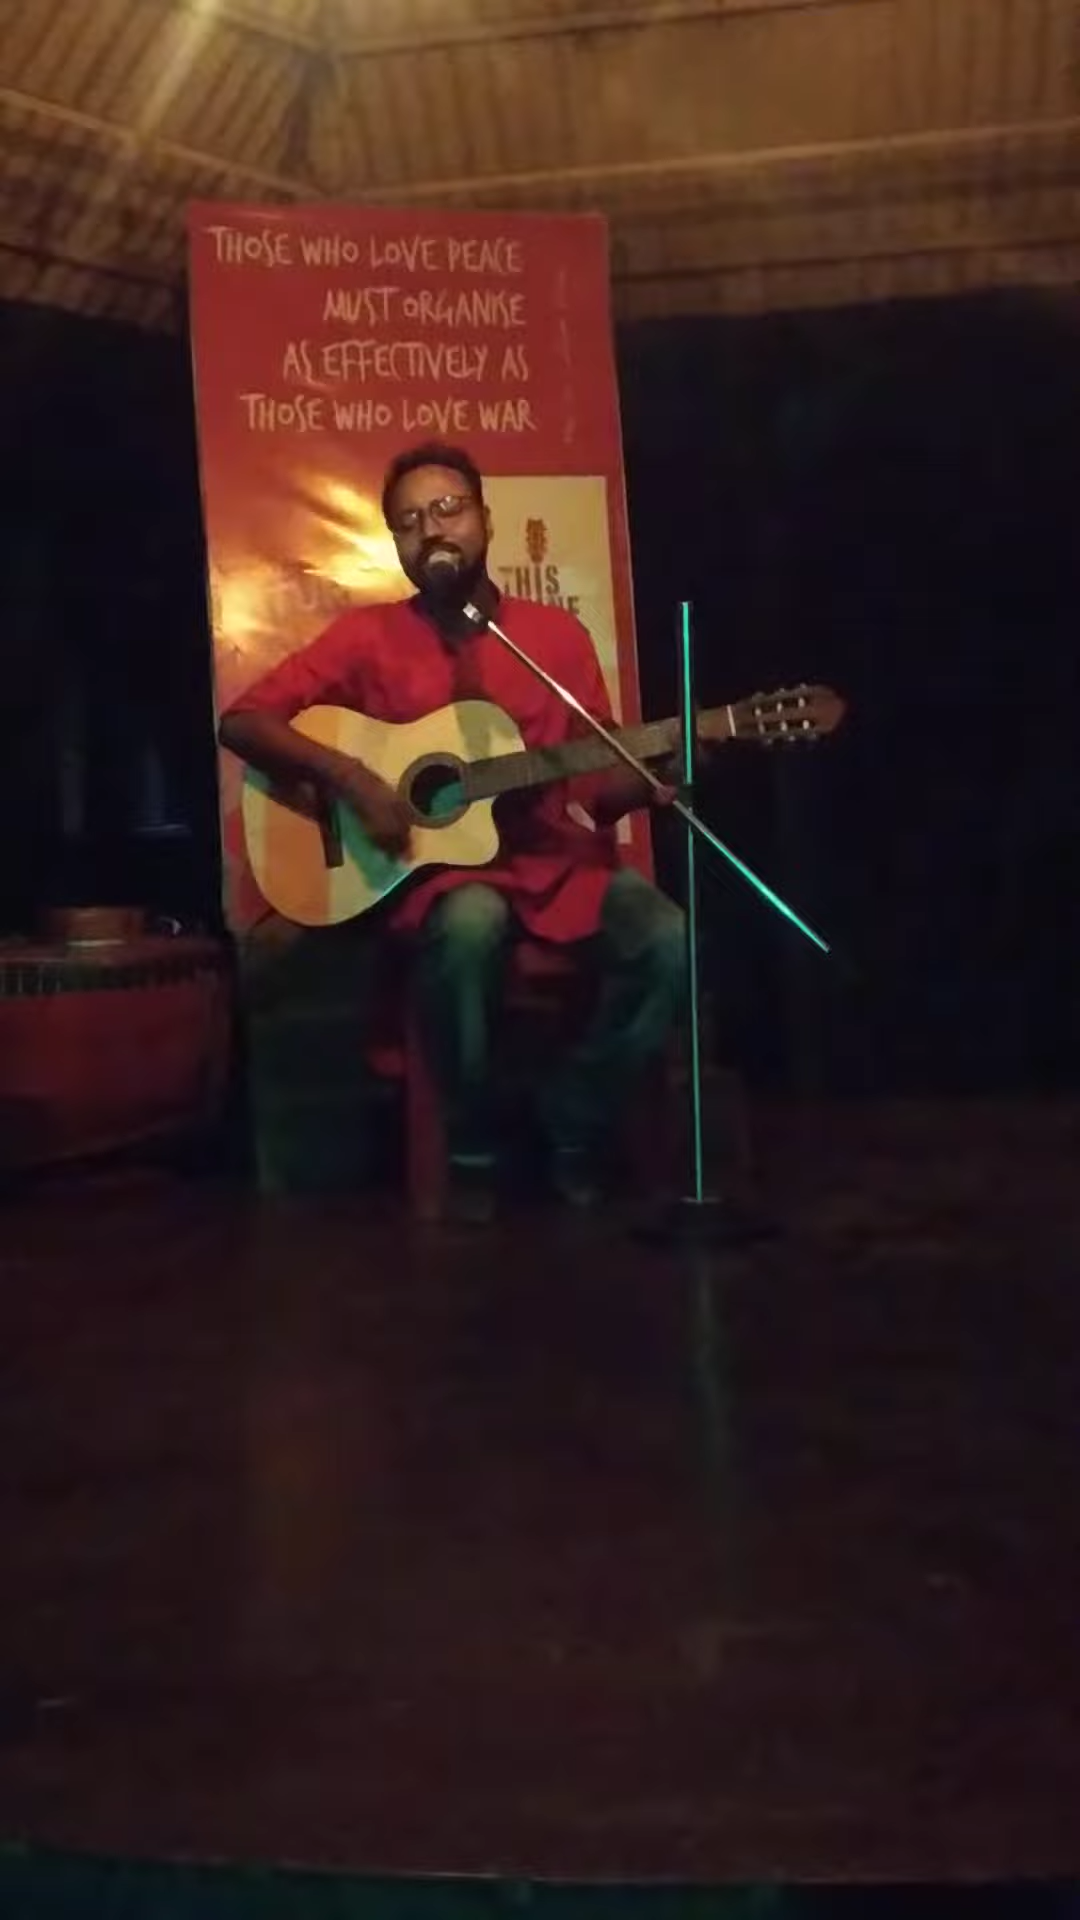 THOSE WHO LOVE PEACE
MUST ORGANISE
AS EFFECTIVELY AS
THOSE WHO LOVE WAR
THIS